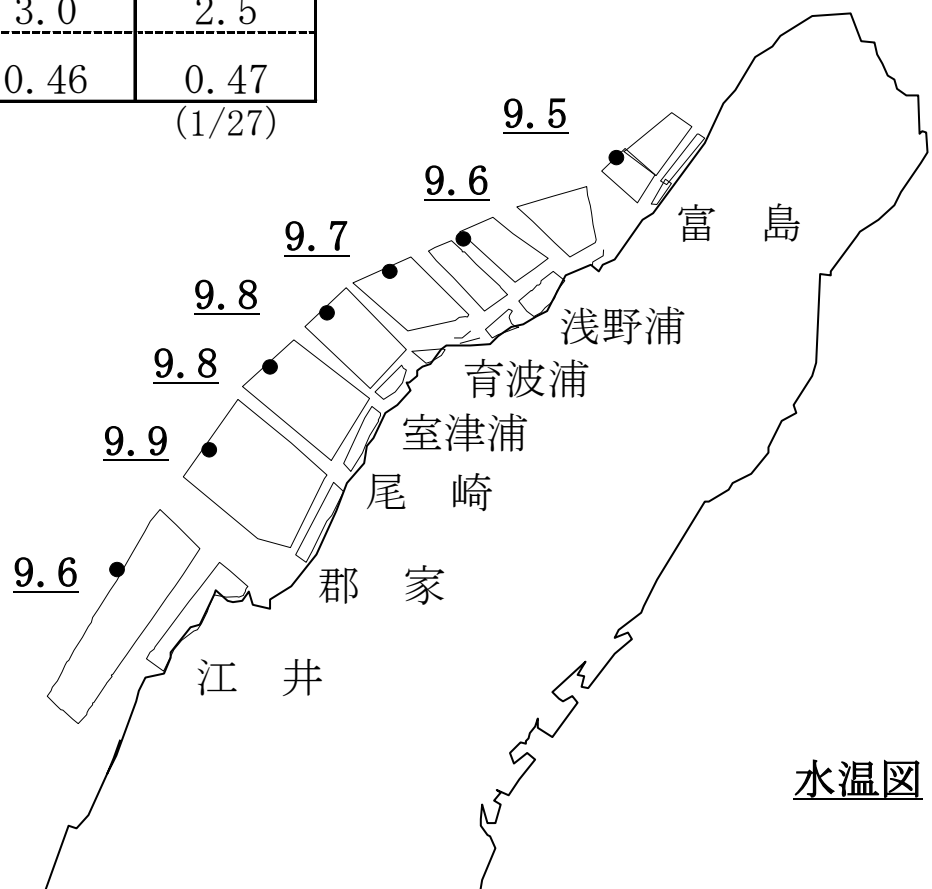 3.0 2.5
0.46 0.47
(1/27)
9.5
9.6
富 島
9.7
9.8
浅野浦
9.8
育波浦
室津浦
9.9
尾 崎
9.6
郡 家
江 井
水温図